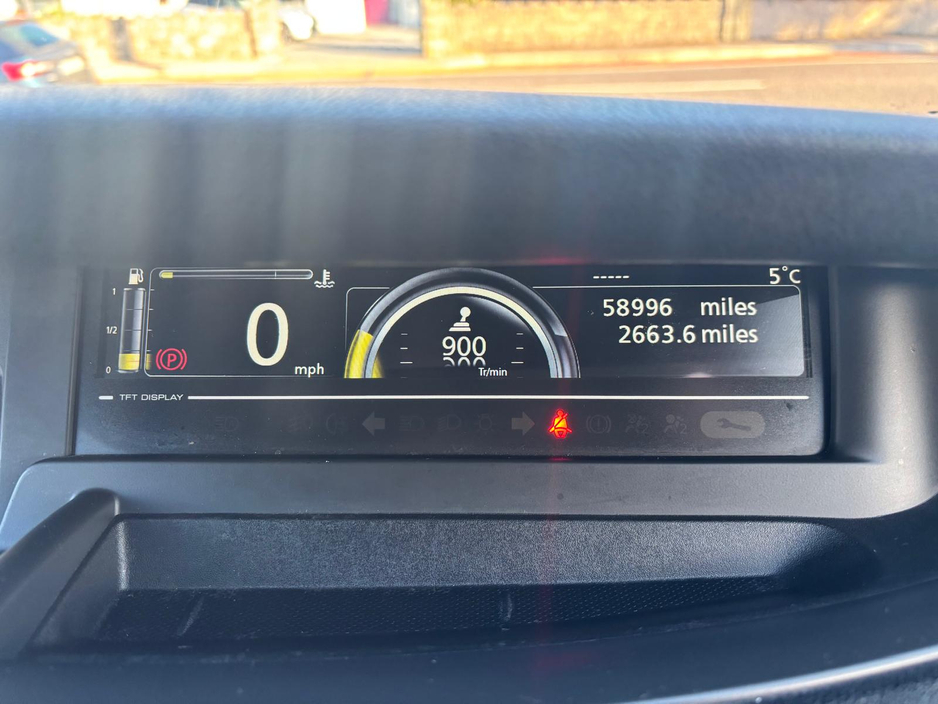 -----
5°C
1
1/2
0
0
mph
(P)
900
Tr/min
58996 miles
2663.6 miles
TFT DISPLAY